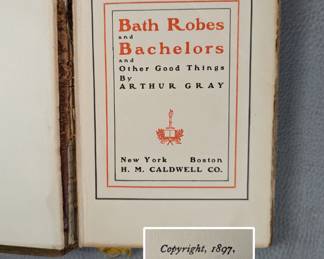 Bath Robes
and
Bachelors
and
Other Good Things
By
ARTHUR GRAY
New York Boston
H. M. CALDWELL CO.
Copyright, 1897,